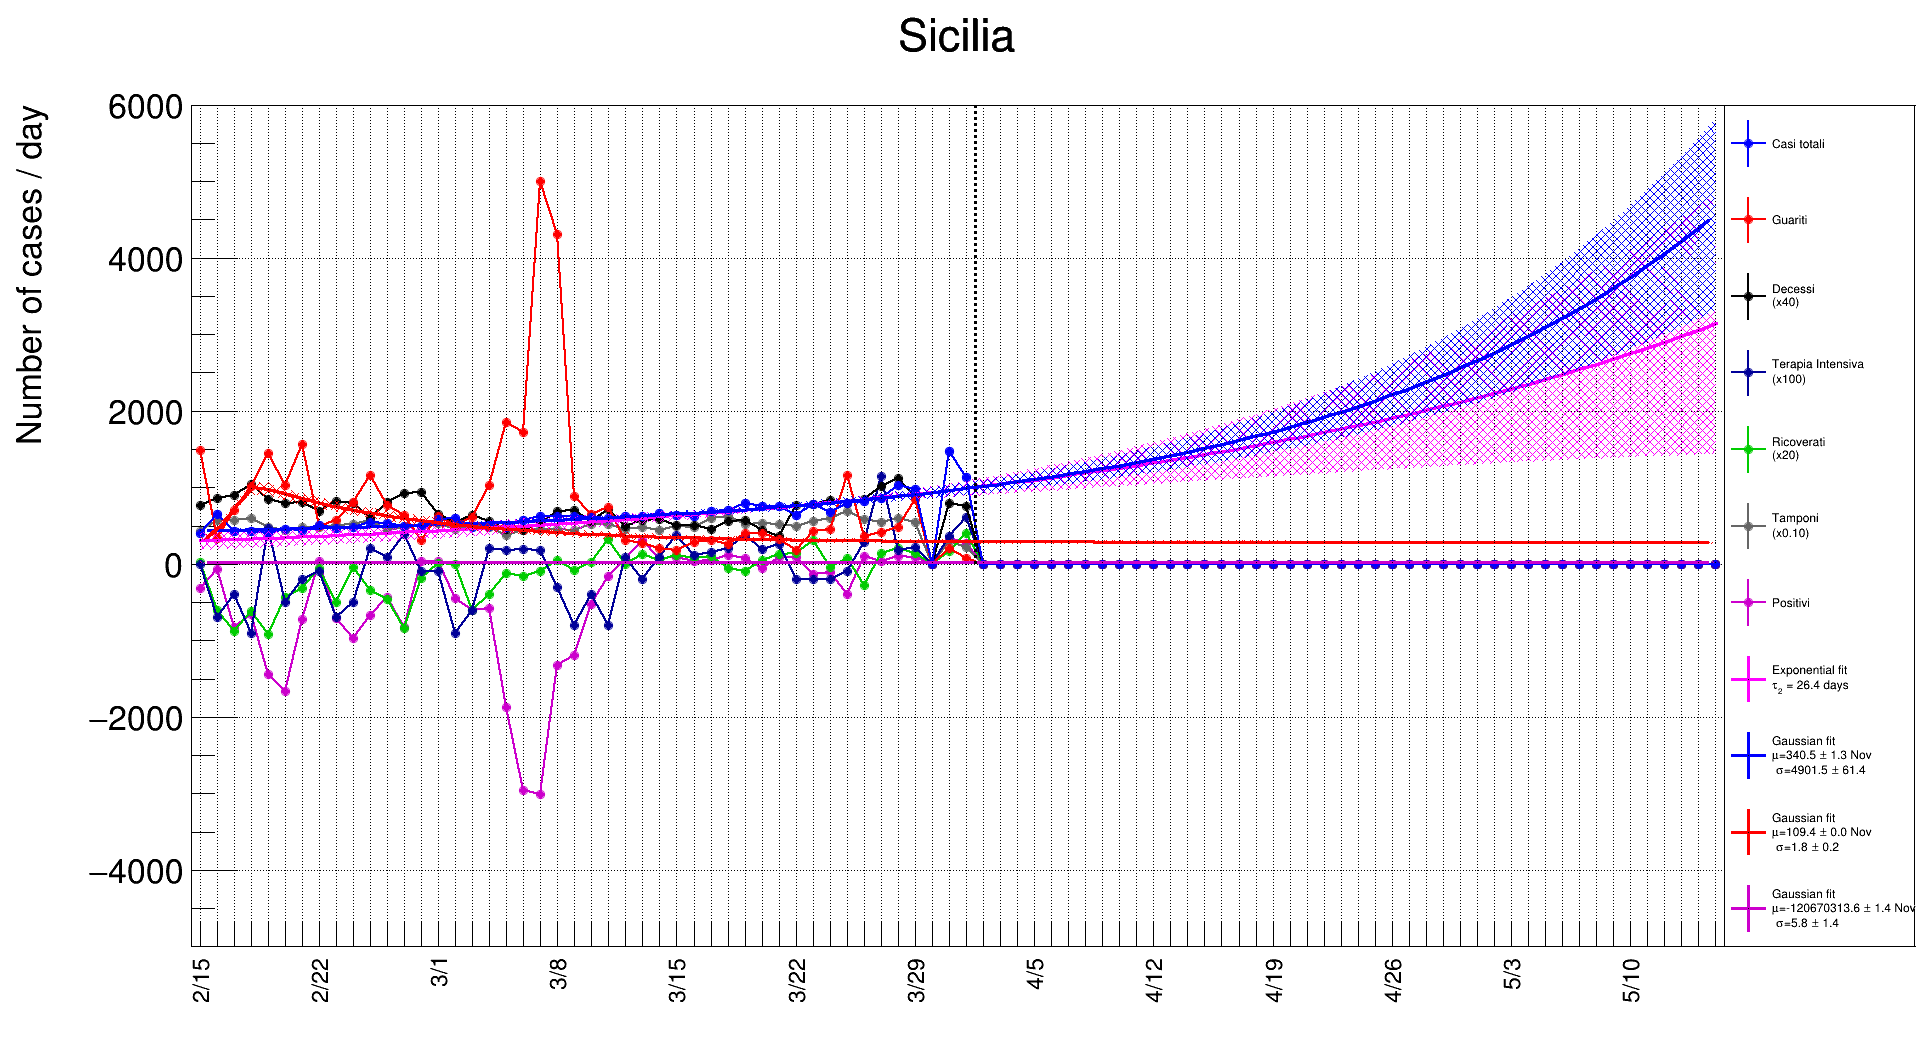 Sicilia
Number of cases / day
6000
4000
2000
0
−2000
−4000
2/15
2/22
3/1
3/8
3/15
3/22
3/29
4/5
4/12
4/19
4/26
5/3
5/10
Casi totali
Guariti
Decessi
(x40)
Terapia Intensiva
(x100)
Ricoverati
(x20)
Tamponi
(x0.10)
Positivi
Exponential fit
τ2 = 26.4 days
Gaussian fit
μ=340.5 ± 1.3 Nov
σ=4901.5 ± 61.4
Gaussian fit
μ=109.4 ± 0.0 Nov
σ=1.8 ± 0.2
Gaussian fit
μ=-120670313.6 ± 1.4 Nov
σ=5.8 ± 1.4